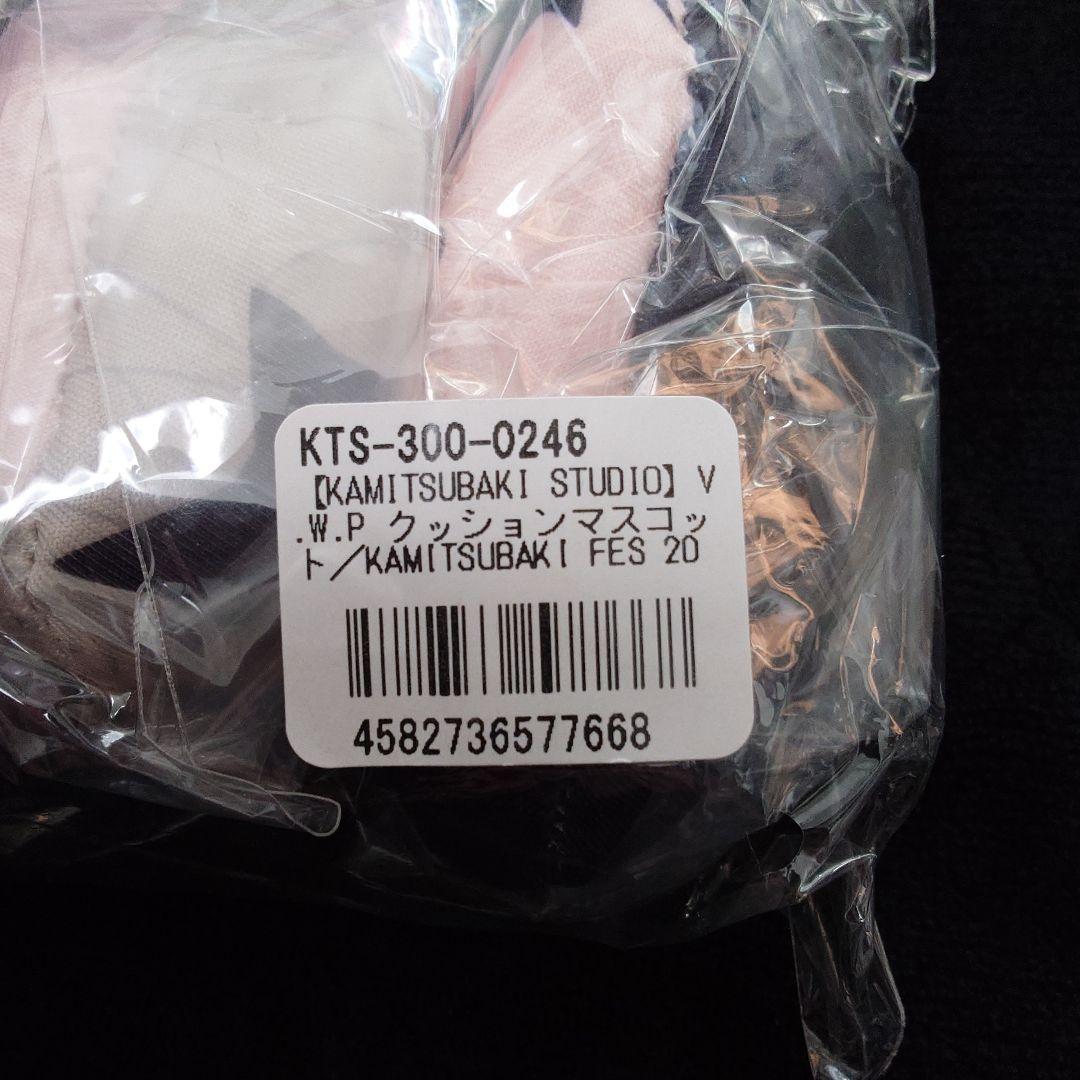 KTS-300-0246
【KAMITSUBAKI STUDIO】 V
.W.P クッションマスコッ
ト／KAMITSUBAKI FES 20
4582736577668